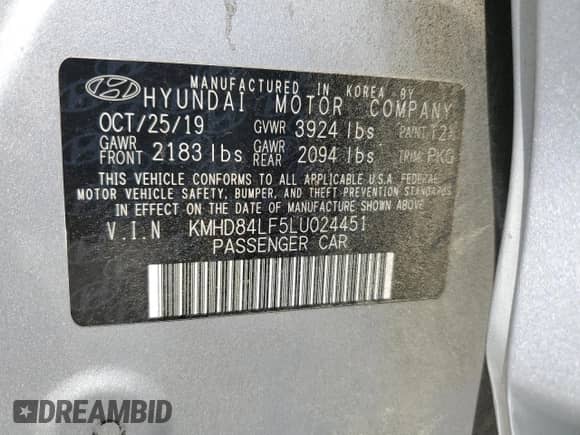 MANUFACTURED IN KOREA BY
HYUNDAI MOTOR COMPANY
OCT/25/19 GVWR 3924 lbs PAINT T2X
GAWR FRONT 2183 lbs GAWR REAR 2094 lbs TRIM PKG
THIS VEHICLE CONFORMS TO ALL APPLICABLE U.S.A. FEDERAL
MOTOR VEHICLE SAFETY, BUMPER, AND THEFT PREVENTION STANDARDS
IN EFFECT ON THE DATE OF MANUFACTURE SHOWN ABOVE.
V.I.N KMHD84LF5LU024451
PASSENGER CAR
DREAMBID